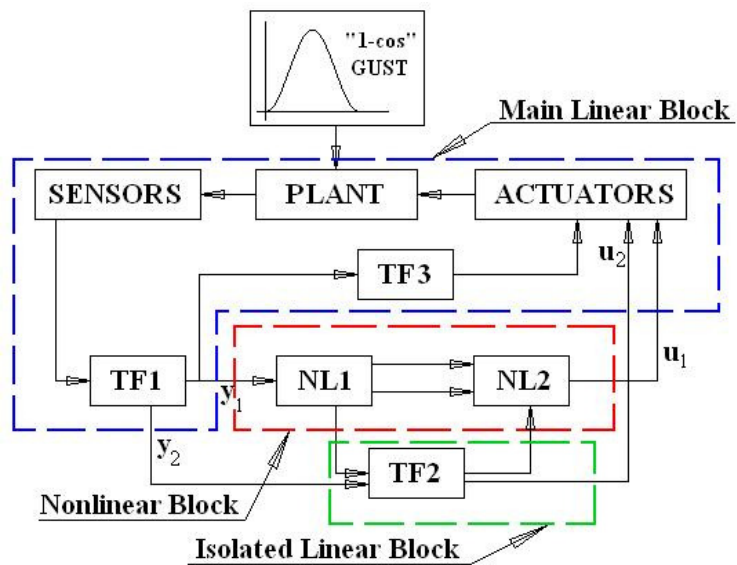 "1-cos"
GUST
Main Linear Block
SENSORS
PLANT
ACTUATORS
TF3
u2
TF1
y1
NL1
NL2
u1
y2
TF2
Nonlinear Block
Isolated Linear Block